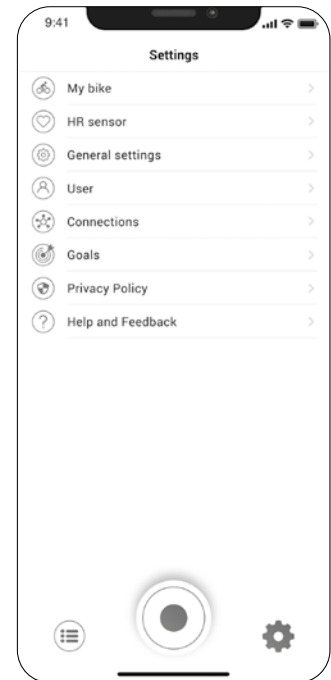 9:41
Settings
My bike
HR sensor
General settings
User
Connections
Goals
Privacy Policy
Help and Feedback